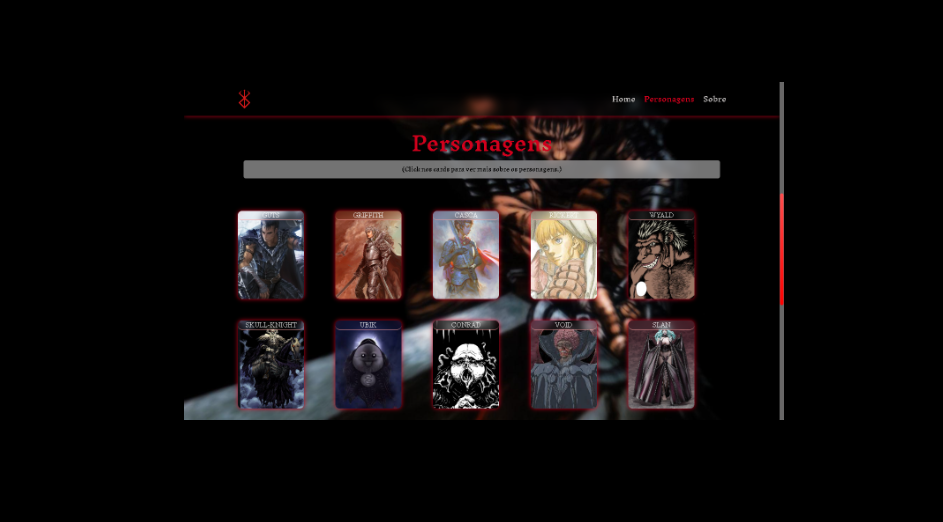 Home Personagens Sobre
Personagens
(Click nos cards para ver mais sobre os personagens.)
GUTS GRIFFITH CASCA WYALD
SKULL-KNIGHT UBIK CONRAD VOID SLAN